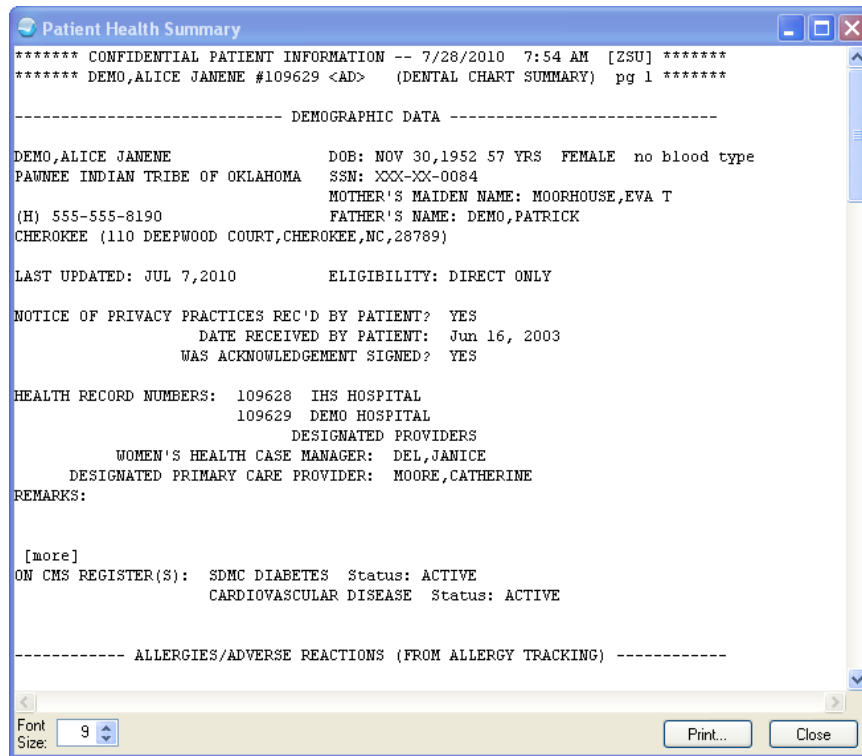 Patient Health Summary
******* CONFIDENTIAL PATIENT INFORMATION -- 7/28/2010  7:54 AM  [ZSU] *******
******* DEMO,ALICE JANENE #109629 <AD>   (DENTAL CHART SUMMARY)  pg 1 *******
----------------------------- DEMOGRAPHIC DATA -----------------------------
DEMO,ALICE JANENE                 DOB: NOV 30,1952 57 YRS  FEMALE  no blood type
PAWNEE INDIAN TRIBE OF OKLAHOMA   SSN: XXX-XX-0084
MOTHER'S MAIDEN NAME: MOORHOUSE,EVA T
(H) 555-555-8190                  FATHER'S NAME: DEMO,PATRICK
CHEROKEE (110 DEEPWOOD COURT,CHEROKEE,NC,28789)
LAST UPDATED: JUL 7,2010          ELIGIBILITY: DIRECT ONLY
NOTICE OF PRIVACY PRACTICES REC'D BY PATIENT?  YES
DATE RECEIVED BY PATIENT:  Jun 16, 2003
WAS ACKNOWLEDGEMENT SIGNED?  YES
HEALTH RECORD NUMBERS:  109628  IHS HOSPITAL
109629  DEMO HOSPITAL
DESIGNATED PROVIDERS
WOMEN'S HEALTH CASE MANAGER:  DEL,JANICE
DESIGNATED PRIMARY CARE PROVIDER:  MOORE,CATHERINE
REMARKS:
[more]
ON CMS REGISTER(S):  SDMC DIABETES  Status: ACTIVE
CARDIOVASCULAR DISEASE  Status: ACTIVE
------------ ALLERGIES/ADVERSE REACTIONS (FROM ALLERGY TRACKING) ------------
Font Size: 9
Print...
Close